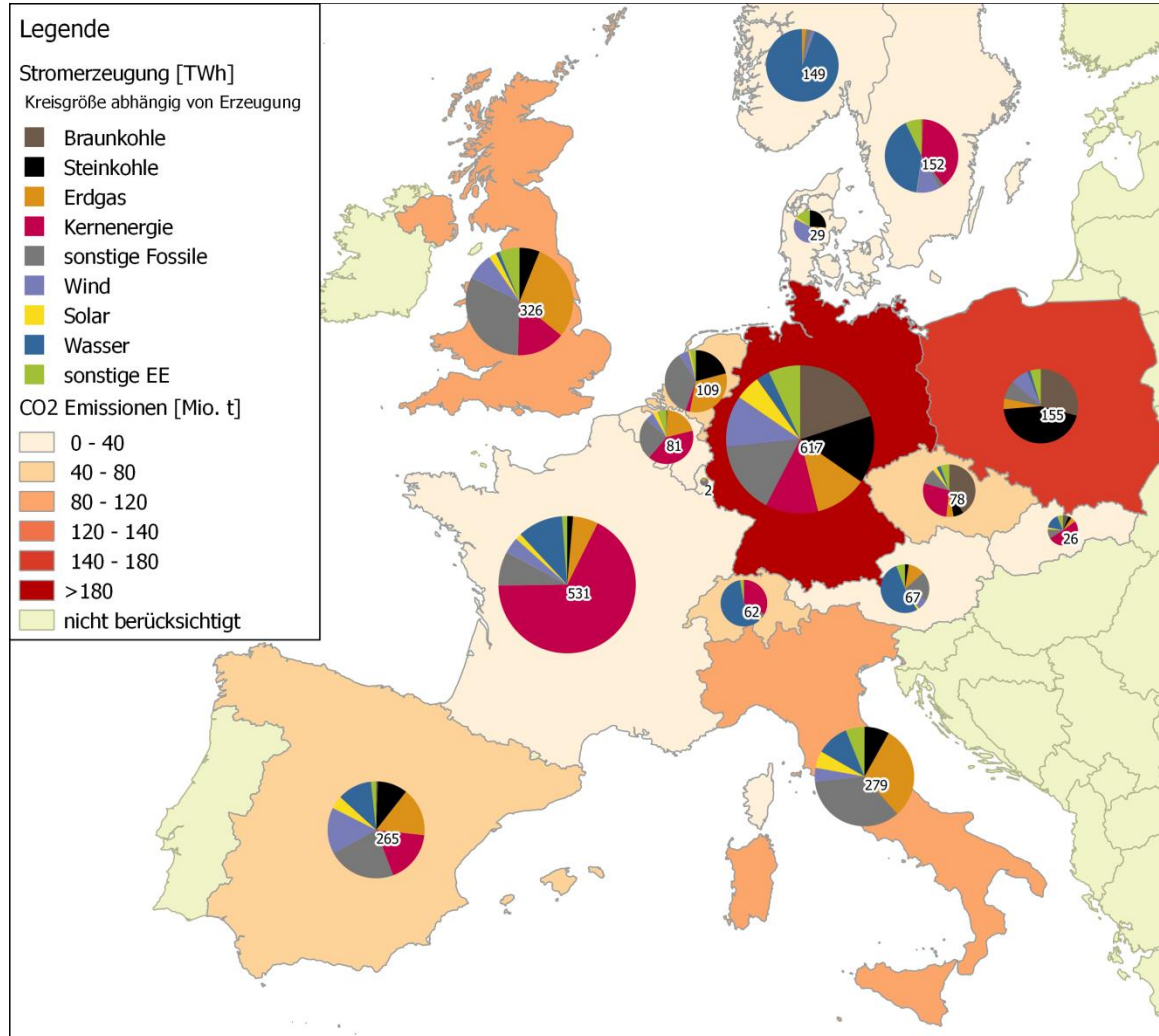 Legende
Stromerzeugung [TWh]
Kreisgröße abhängig von Erzeugung
Braunkohle
Steinkohle
Erdgas
Kernenergie
sonstige Fossile
Wind
Solar
Wasser
sonstige EE
CO2 Emissionen [Mio. t]
0 - 40
40 - 80
80 - 120
120 - 140
140 - 180
>180
nicht berücksichtigt
149
152
29
326
109
155
81
617
2
78
26
531
67
62
279
265